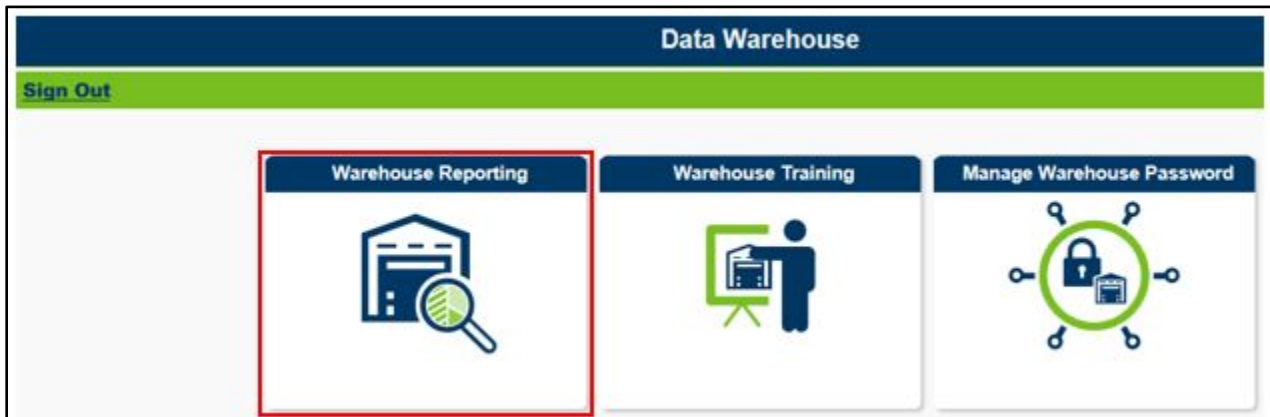 Data Warehouse
Sign Out
Warehouse Reporting
Warehouse Training
Manage Warehouse Password